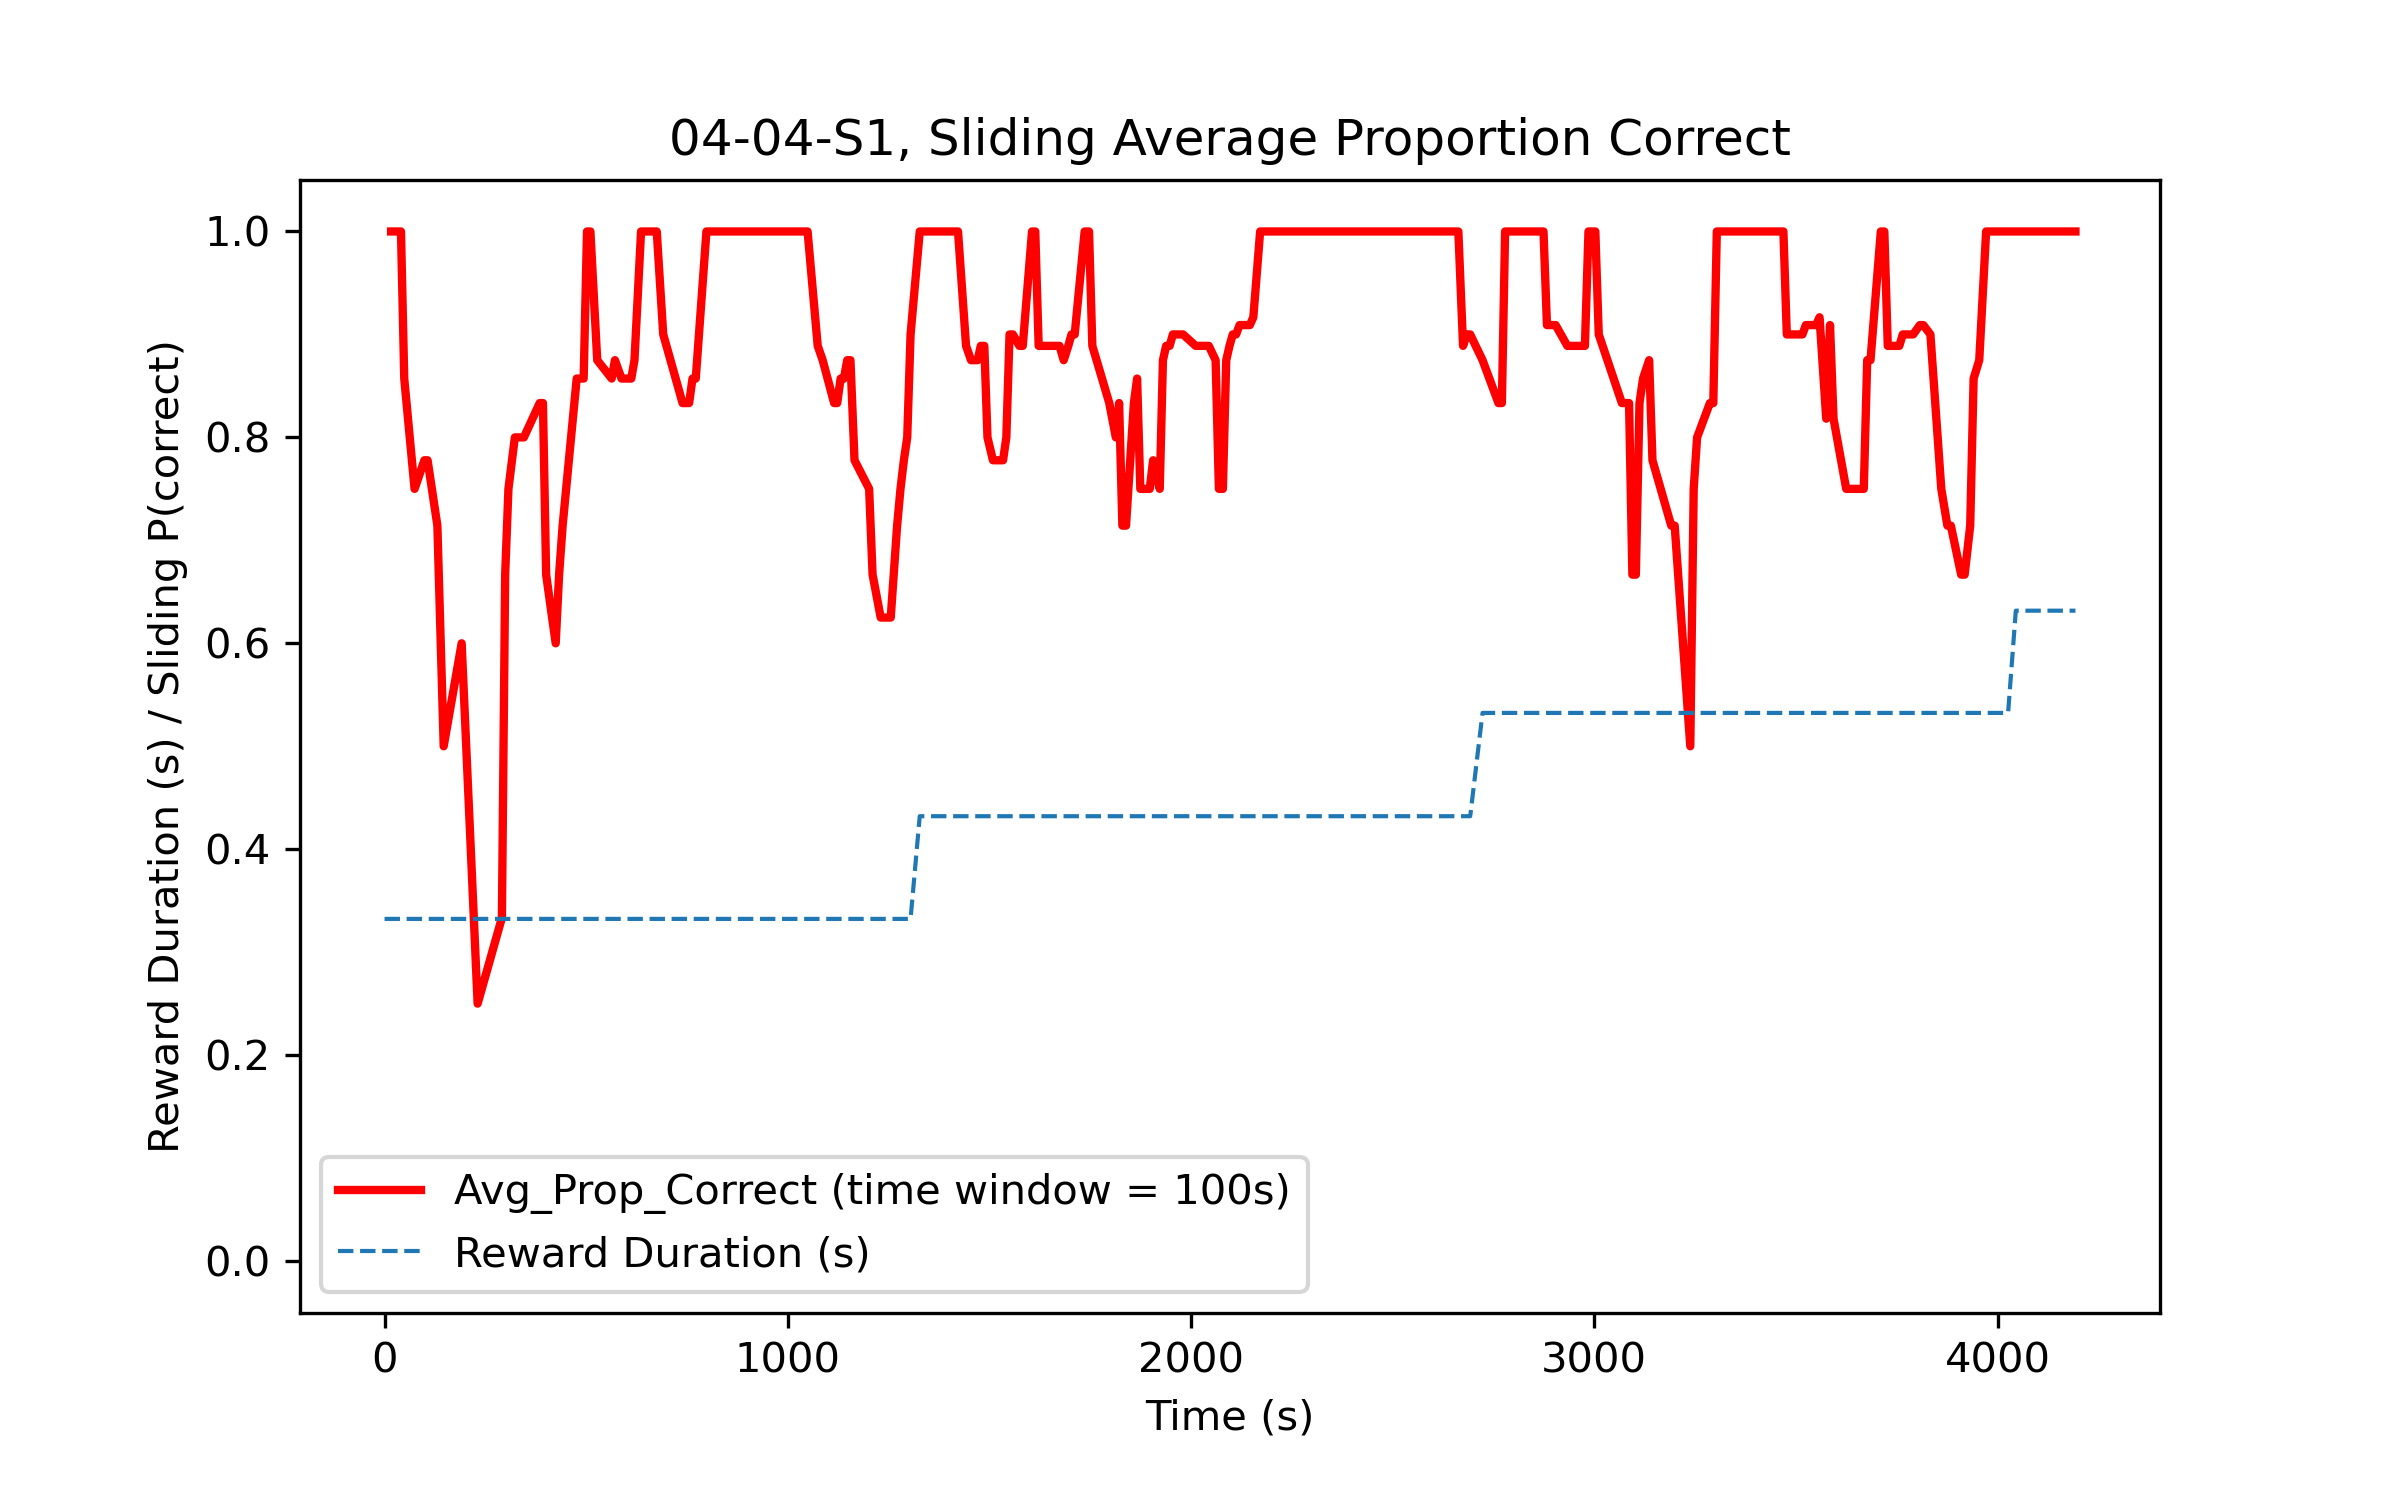 04-04-S1, Sliding Average Proportion Correct
Reward Duration (s) / Sliding P(correct)
1.0
0.8
0.6
0.4
0.2
0.0
Avg_Prop_Correct (time window = 100s)
Reward Duration (s)
0 1000 2000 3000 4000
Time (s)